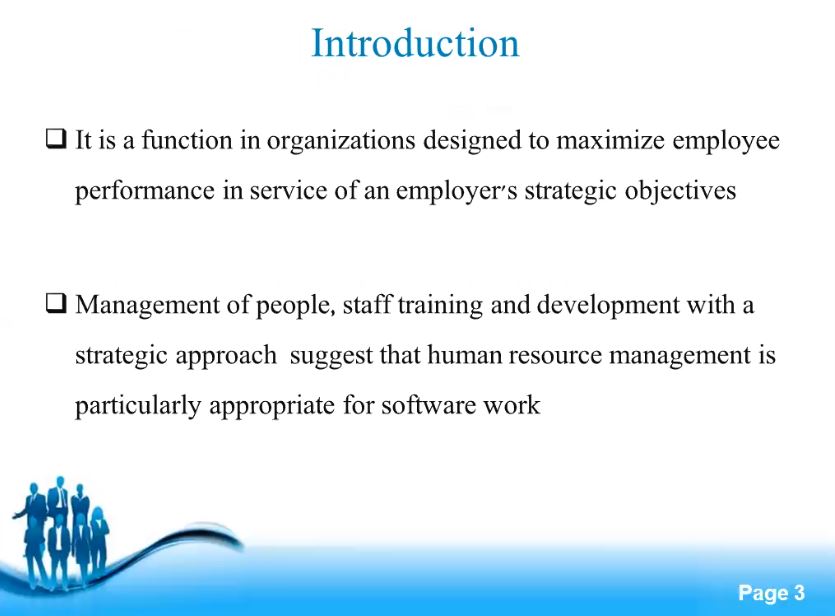 Introduction
It is a function in organizations designed to maximize employee
performance in service of an employer's strategic objectives
Management of people, staff training and development with a
strategic approach suggest that human resource management is
particularly appropriate for software work
Page 3